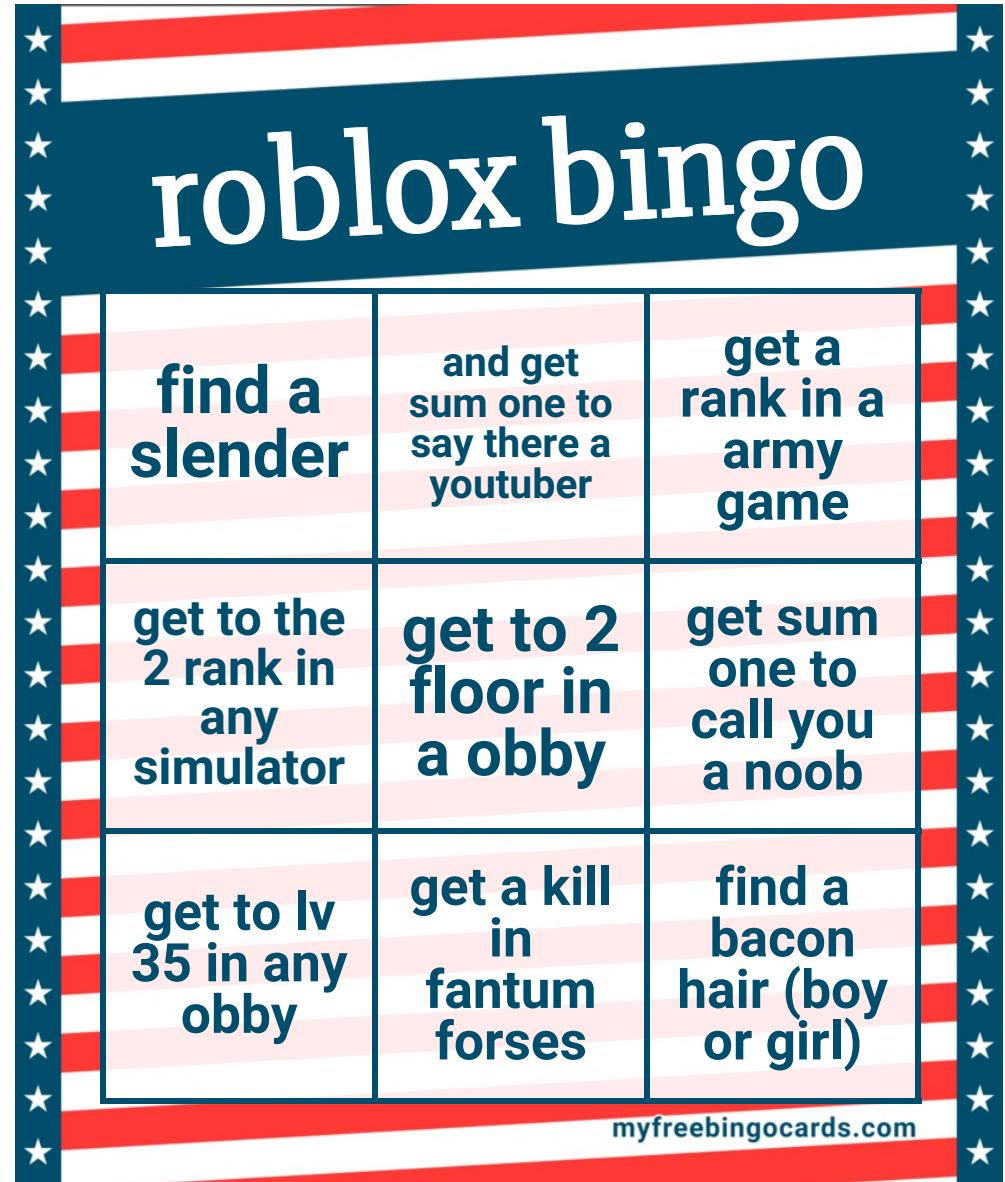 roblox bingo
find a
slender
and get
sum one to
say there a
youtuber
get a
rank in a
army
game
get to the
2 rank in
any
simulator
get to 2
floor in
a obby
get sum
one to
call you
a noob
get to lv
35 in any
obby
get a kill
in
fantum
forses
find a
bacon
hair (boy
or girl)
myfreebingocards.com